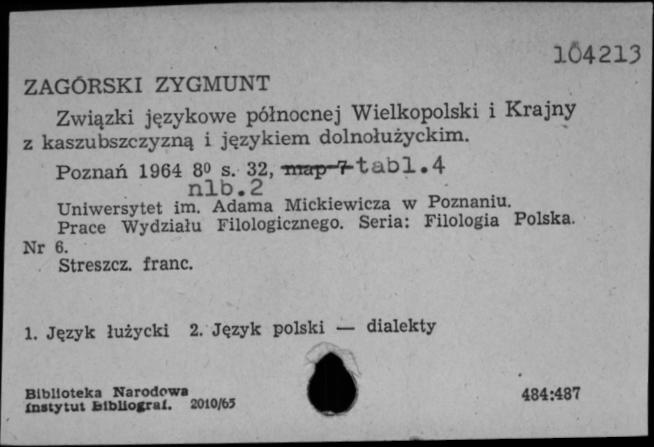 104213
ZAGÓRSKI ZYGMUNT
Związki językowe północnej Wielkopolski i Krajny
z kaszubszczyzną i językiem dolnołużyckim.
Poznań 1964 8⁰ s. 32, map 7 tabl.4
nlb.2
Uniwersytet im. Adama Mickiewicza w Poznaniu.
Prace Wydziału Filologicznego. Seria: Filologia Polska.
Nr 6.
Streszcz. franc.
1. Język łużycki 2. Język polski — dialekty
Biblioteka Narodowa
Instytut Bibliograf. 2010/65
484:487